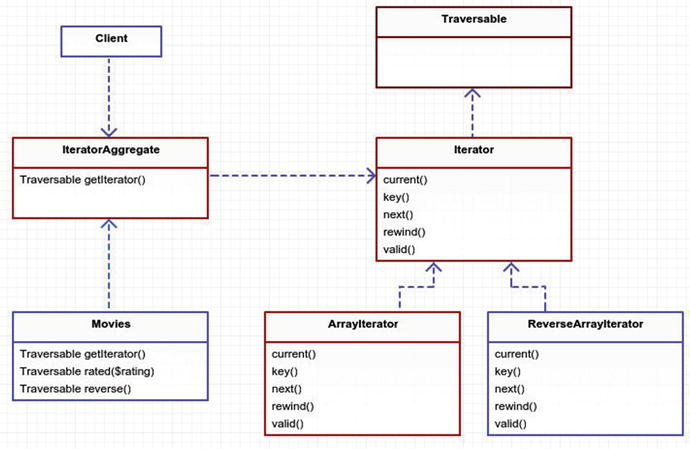 Client
Traversable
IteratorAggregate
Traversable getIterator()
Iterator
current()
key()
next()
rewind()
valid()
Movies
Traversable getIterator()
Traversable rated($rating)
Traversable reverse()
ArrayIterator
current()
key()
next()
rewind()
valid()
ReverseArrayIterator
current()
key()
next()
rewind()
valid()